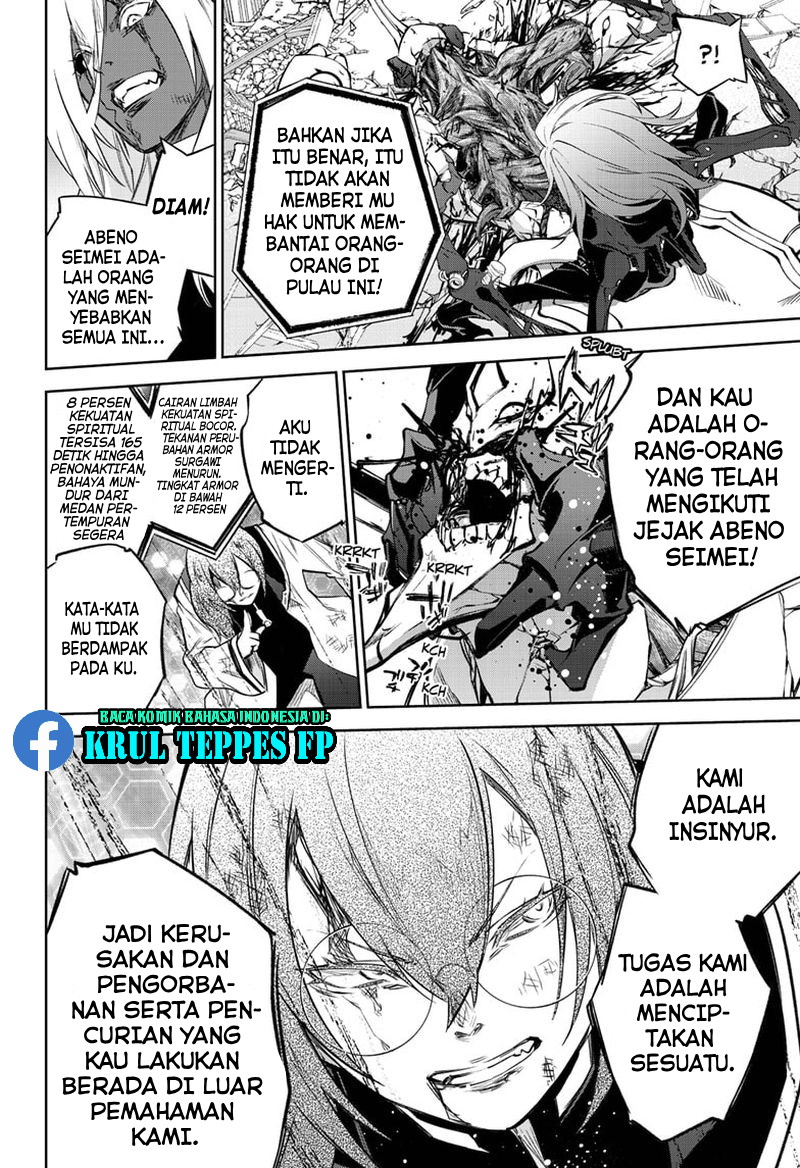 ?!
BAHKAN JIKA
ITU BENAR, ITU
TIDAK AKAN
MEMBERI MU
HAK UNTUK MEM-
BANTAI ORANG-
ORANG DI
PULAU INI!
DIAM!
ABENO
SEIMEI ADA-
LAH ORANG
YANG MEN-
YEBABKAN
SEMUA INI...
SPLUBT
DAN KAU
ADALAH O-
RANG-ORANG
YANG TELAH
MENGIKUTI
JEJAK ABENO
SEIMEI!
KRRKT
KRRKT
KCH
KCH
AKU
TIDAK
MENGER-
TI.
CAIRAN LIMBAH
KEKUATAN SPI-
RITUAL BOCOR,
TEKANAN PERU-
BAHAN ARMOR
SURGAWI
MENURUN,
TINGKAT ARMOR
DI BAWAH
12 PERSEN
8 PERSEN
KEKUATAN
SPIRITUAL
TERSISA 165
DETIK HINGGA
PENONAKTIFAN,
BAHAYA MUN-
DUR DARI
MEDAN PER-
TEMPURAN
SEGERA
KATA-KATA
MU TIDAK
BERDAMPAK
PADA KU.
BACA KOMIK BAHASA INDONESIA DI:
KRUL TEPPES FP
KAMI
ADALAH
INSINYUR.
TUGAS KAMI
ADALAH
MENCIP-
TAKAN
SESUATU.
JADI KERU-
SAKAN DAN
PENGORBA-
NAN SERTA PEN-
CURIAN YANG
KAU LAKUKAN
BERADA DI LUAR
PEMAHAMAN
KAMI.